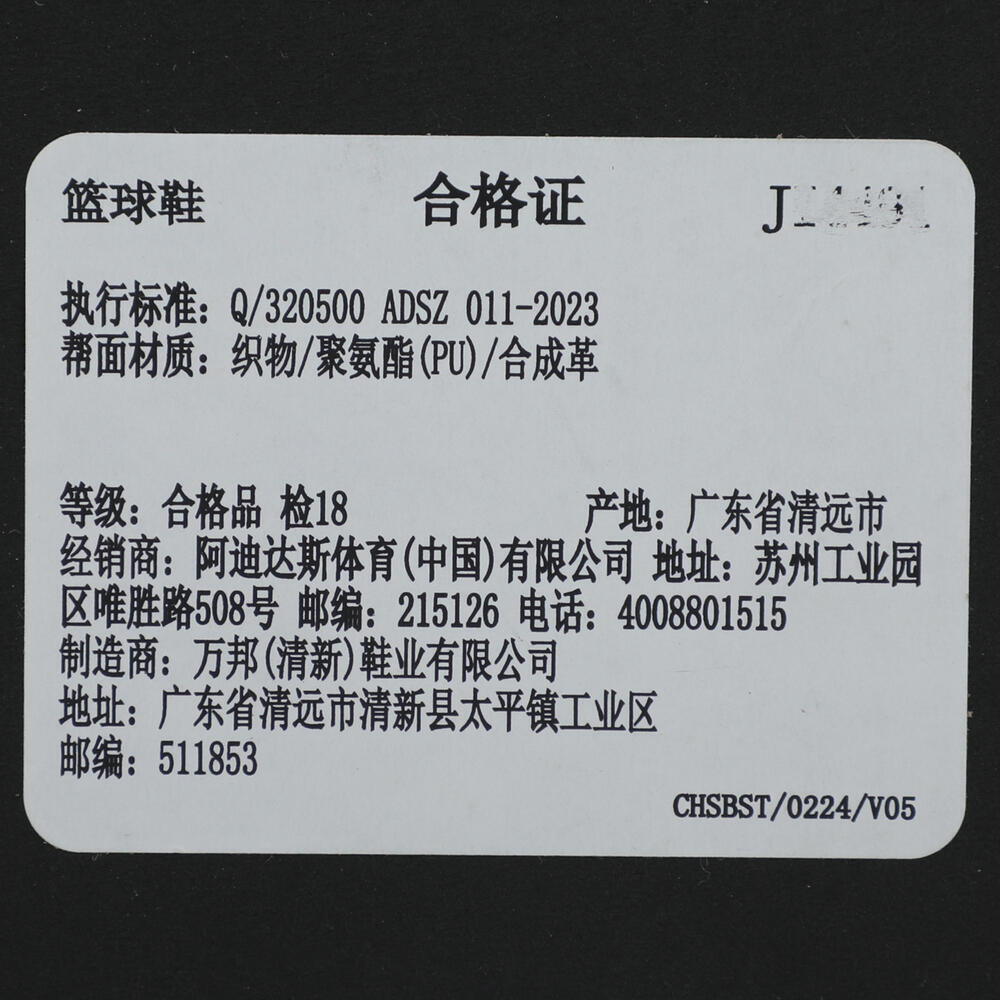 篮球鞋 合格证
执行标准：Q/320500 ADSZ 011-2023
帮面材质：织物/聚氨酯(PU)/合成革
等级：合格品 检18 产地：广东省清远市
经销商：阿迪达斯体育(中国)有限公司 地址：苏州工业园
区唯胜路508号 邮编：215126 电话：4008801515
制造商：万邦(清新)鞋业有限公司
地址：广东省清远市清新县太平镇工业区
邮编：511853
CHSBST/0224/V05